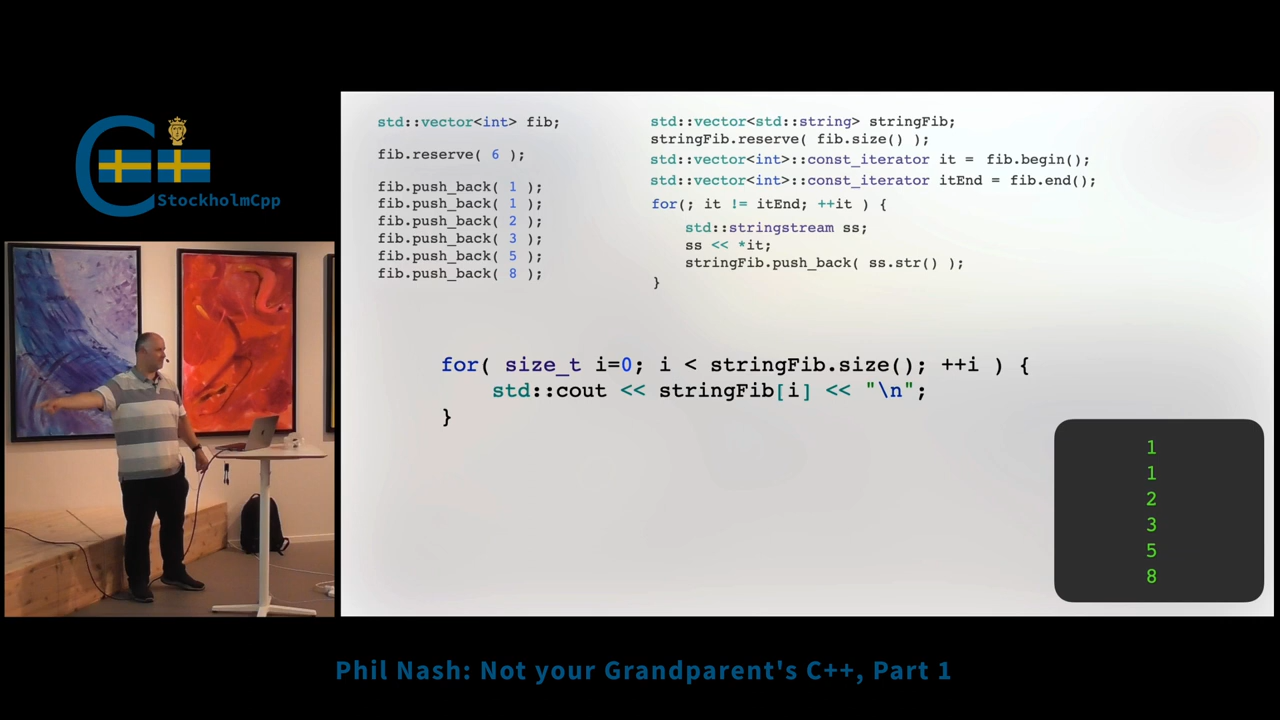 StockholmCpp
std::vector<int> fib;
fib.reserve( 6 );
fib.push_back( 1 );
fib.push_back( 1 );
fib.push_back( 2 );
fib.push_back( 3 );
fib.push_back( 5 );
fib.push_back( 8 );
std::vector<std::string> stringFib;
stringFib.reserve( fib.size() );
std::vector<int>::const_iterator it = fib.begin();
std::vector<int>::const_iterator itEnd = fib.end();
for(; it != itEnd; ++it ) {
    std::stringstream ss;
    ss << *it;
    stringFib.push_back( ss.str() );
}
for( size_t i=0; i < stringFib.size(); ++i ) {
    std::cout << stringFib[i] << "\n";
}
1
1
2
3
5
8
Phil Nash: Not your Grandparent's C++, Part 1